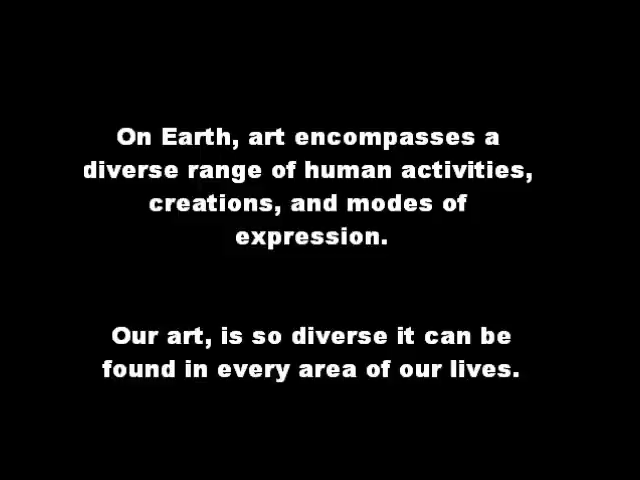 On Earth, art encompasses a
diverse range of human activities,
creations, and modes of
expression.
Our art, is so diverse it can be
found in every area of our lives.